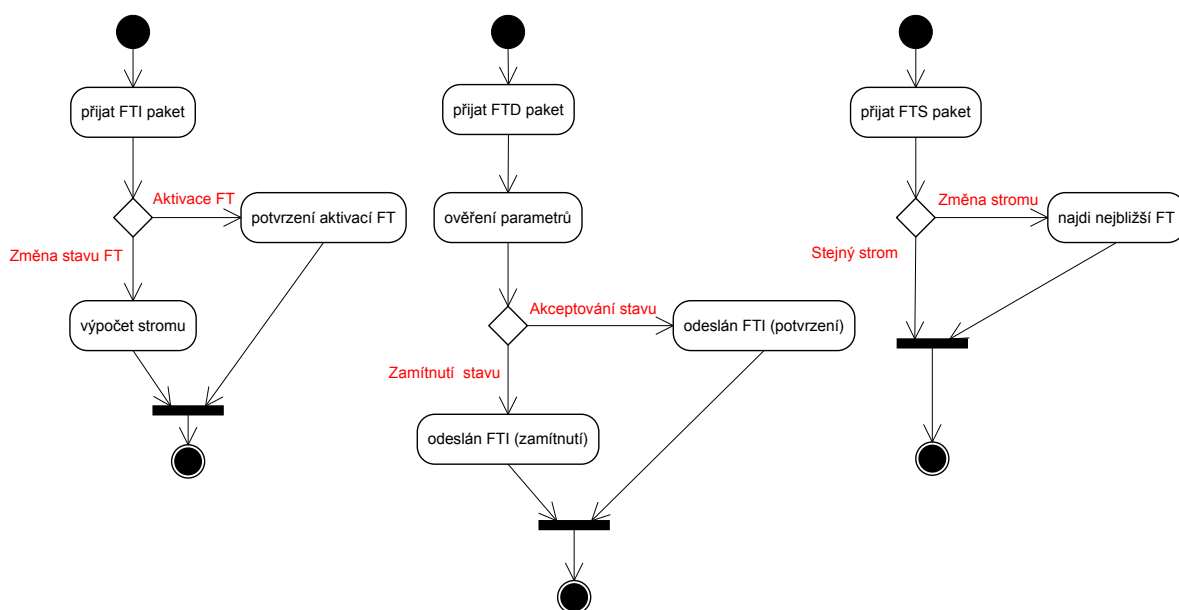 přijat FTI paket
Aktivace FT
potvrzení aktivací FT
Změna stavu FT
výpočet stromu
přijat FTD paket
ověření parametrů
Akceptování stavu
odeslán FTI (potvrzení)
Zamítnutí stavu
odeslán FTI (zamítnutí)
přijat FTS paket
Změna stromu
najdi nejbližší FT
Stejný strom